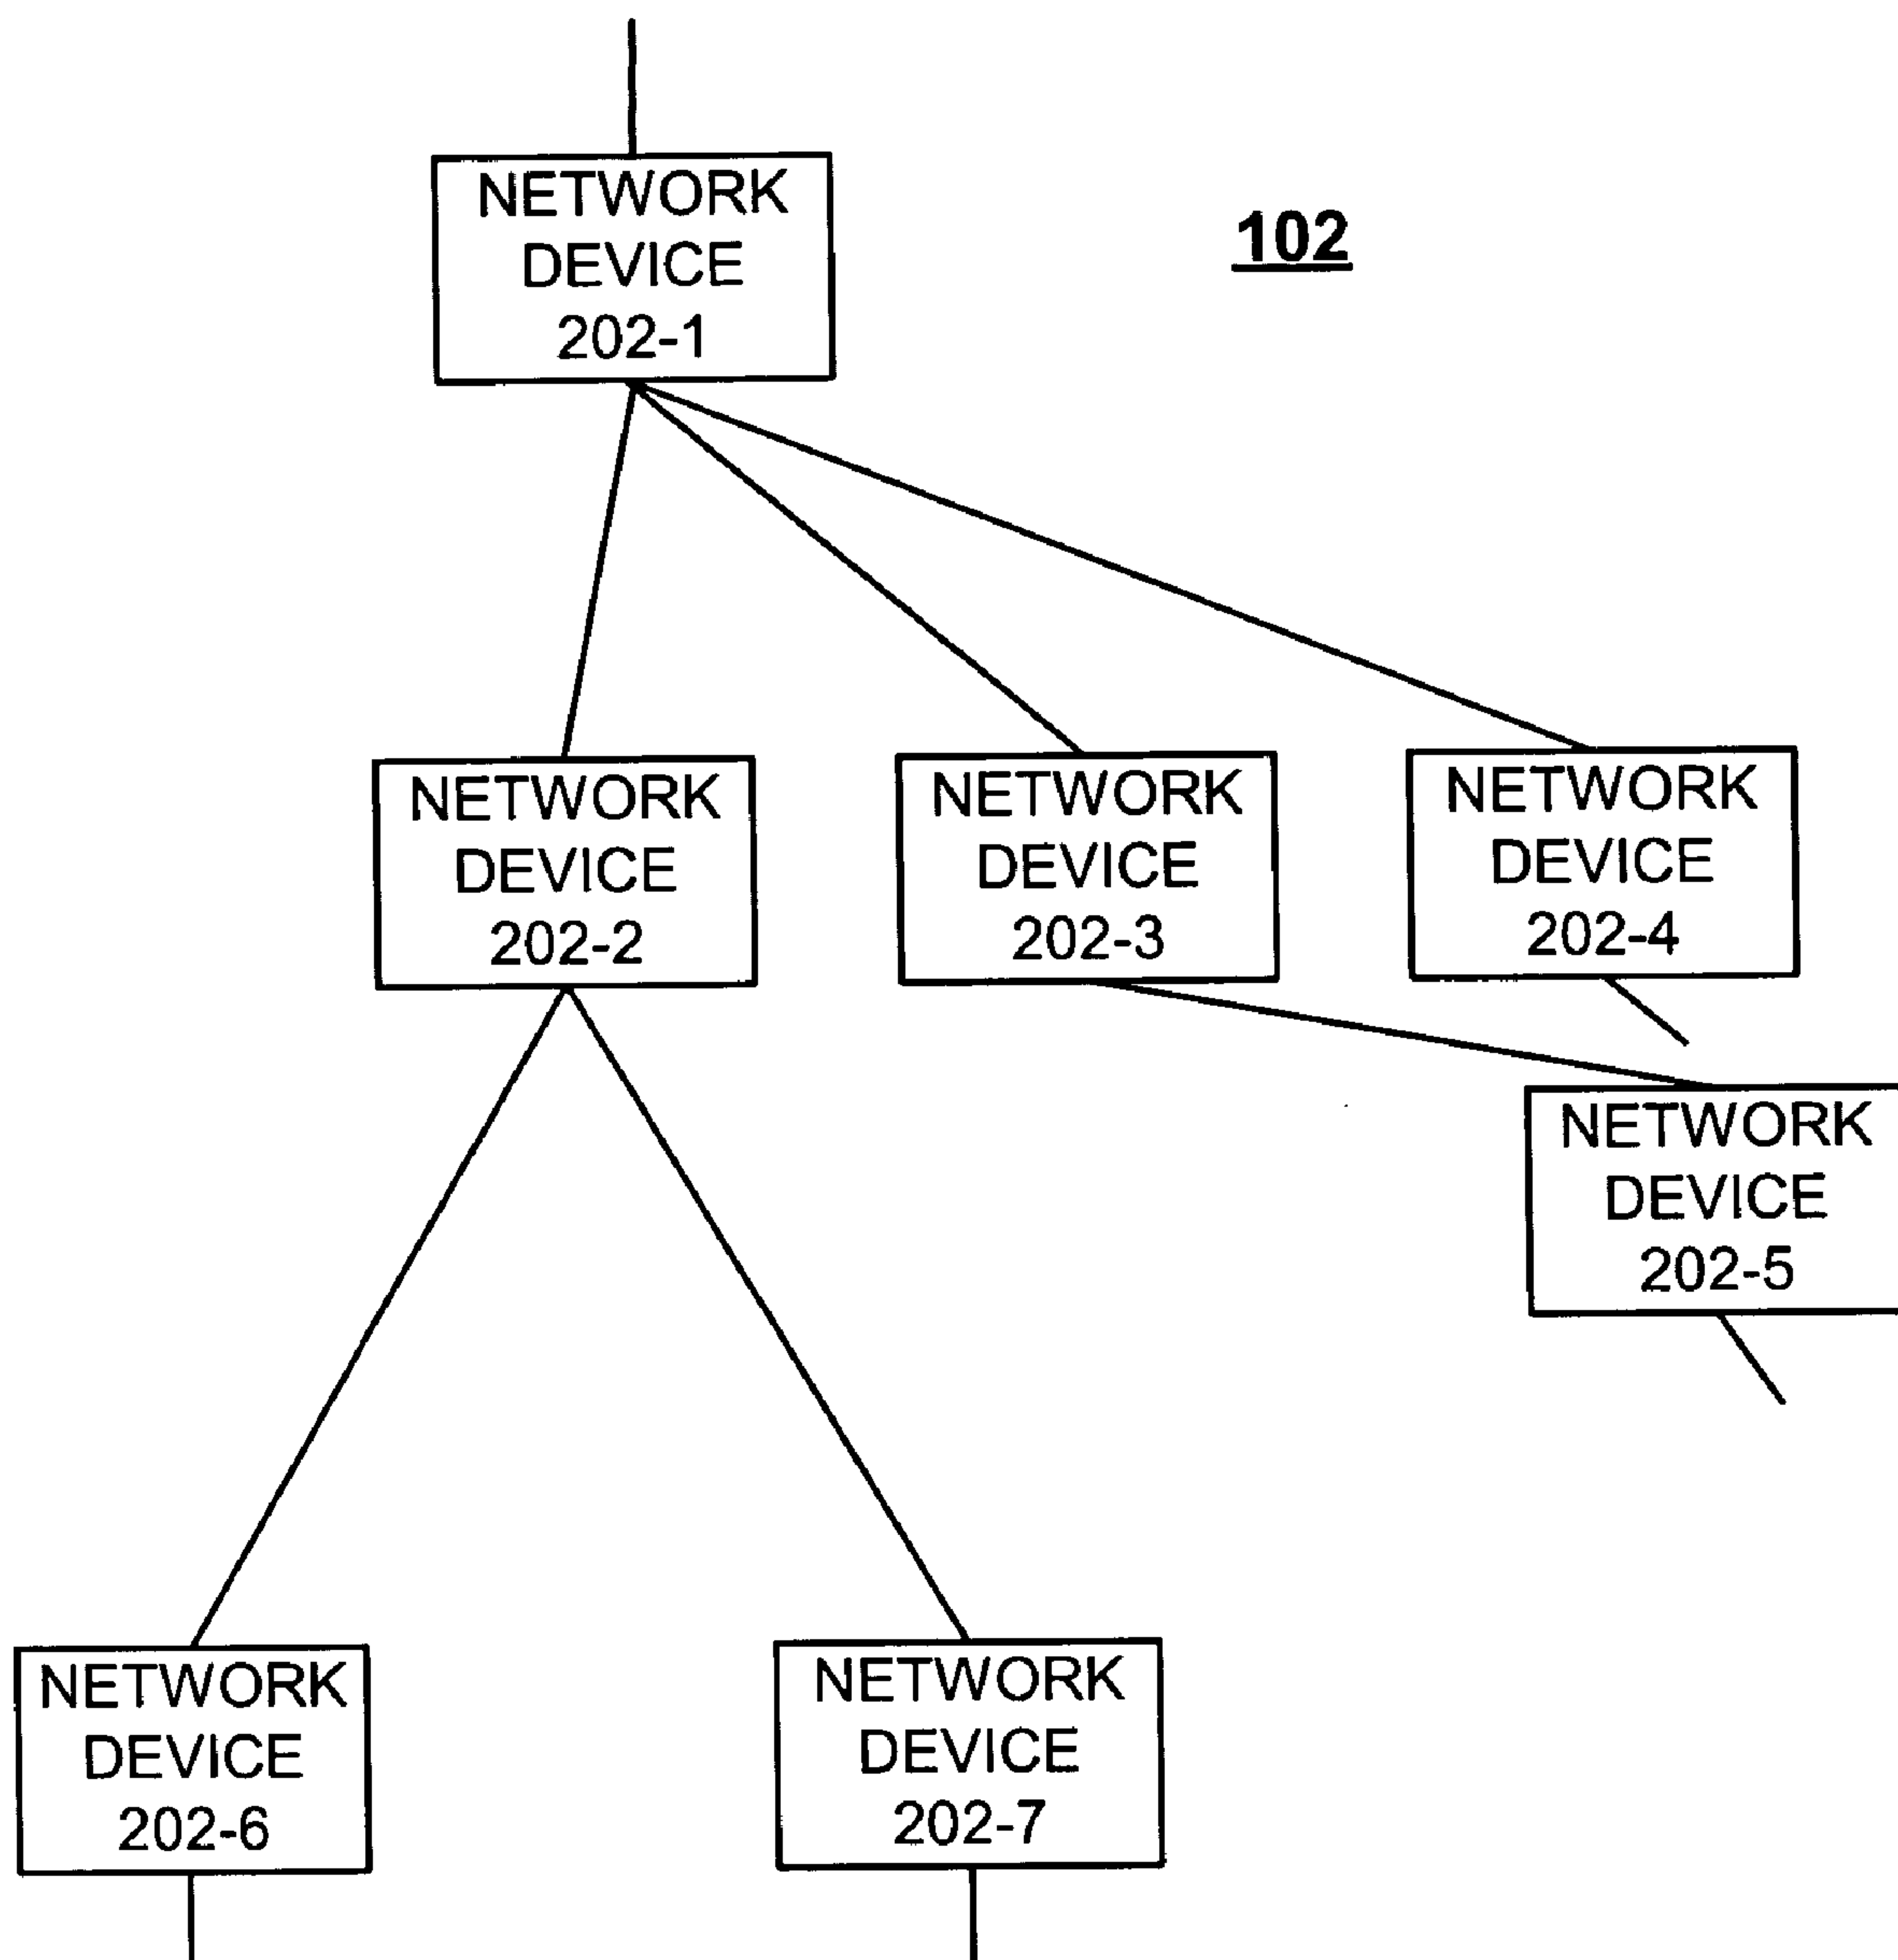 NETWORK
DEVICE
202-1
102
NETWORK
DEVICE
202-2
NETWORK
DEVICE
202-3
NETWORK
DEVICE
202-4
NETWORK
DEVICE
202-5
NETWORK
DEVICE
202-6
NETWORK
DEVICE
202-7